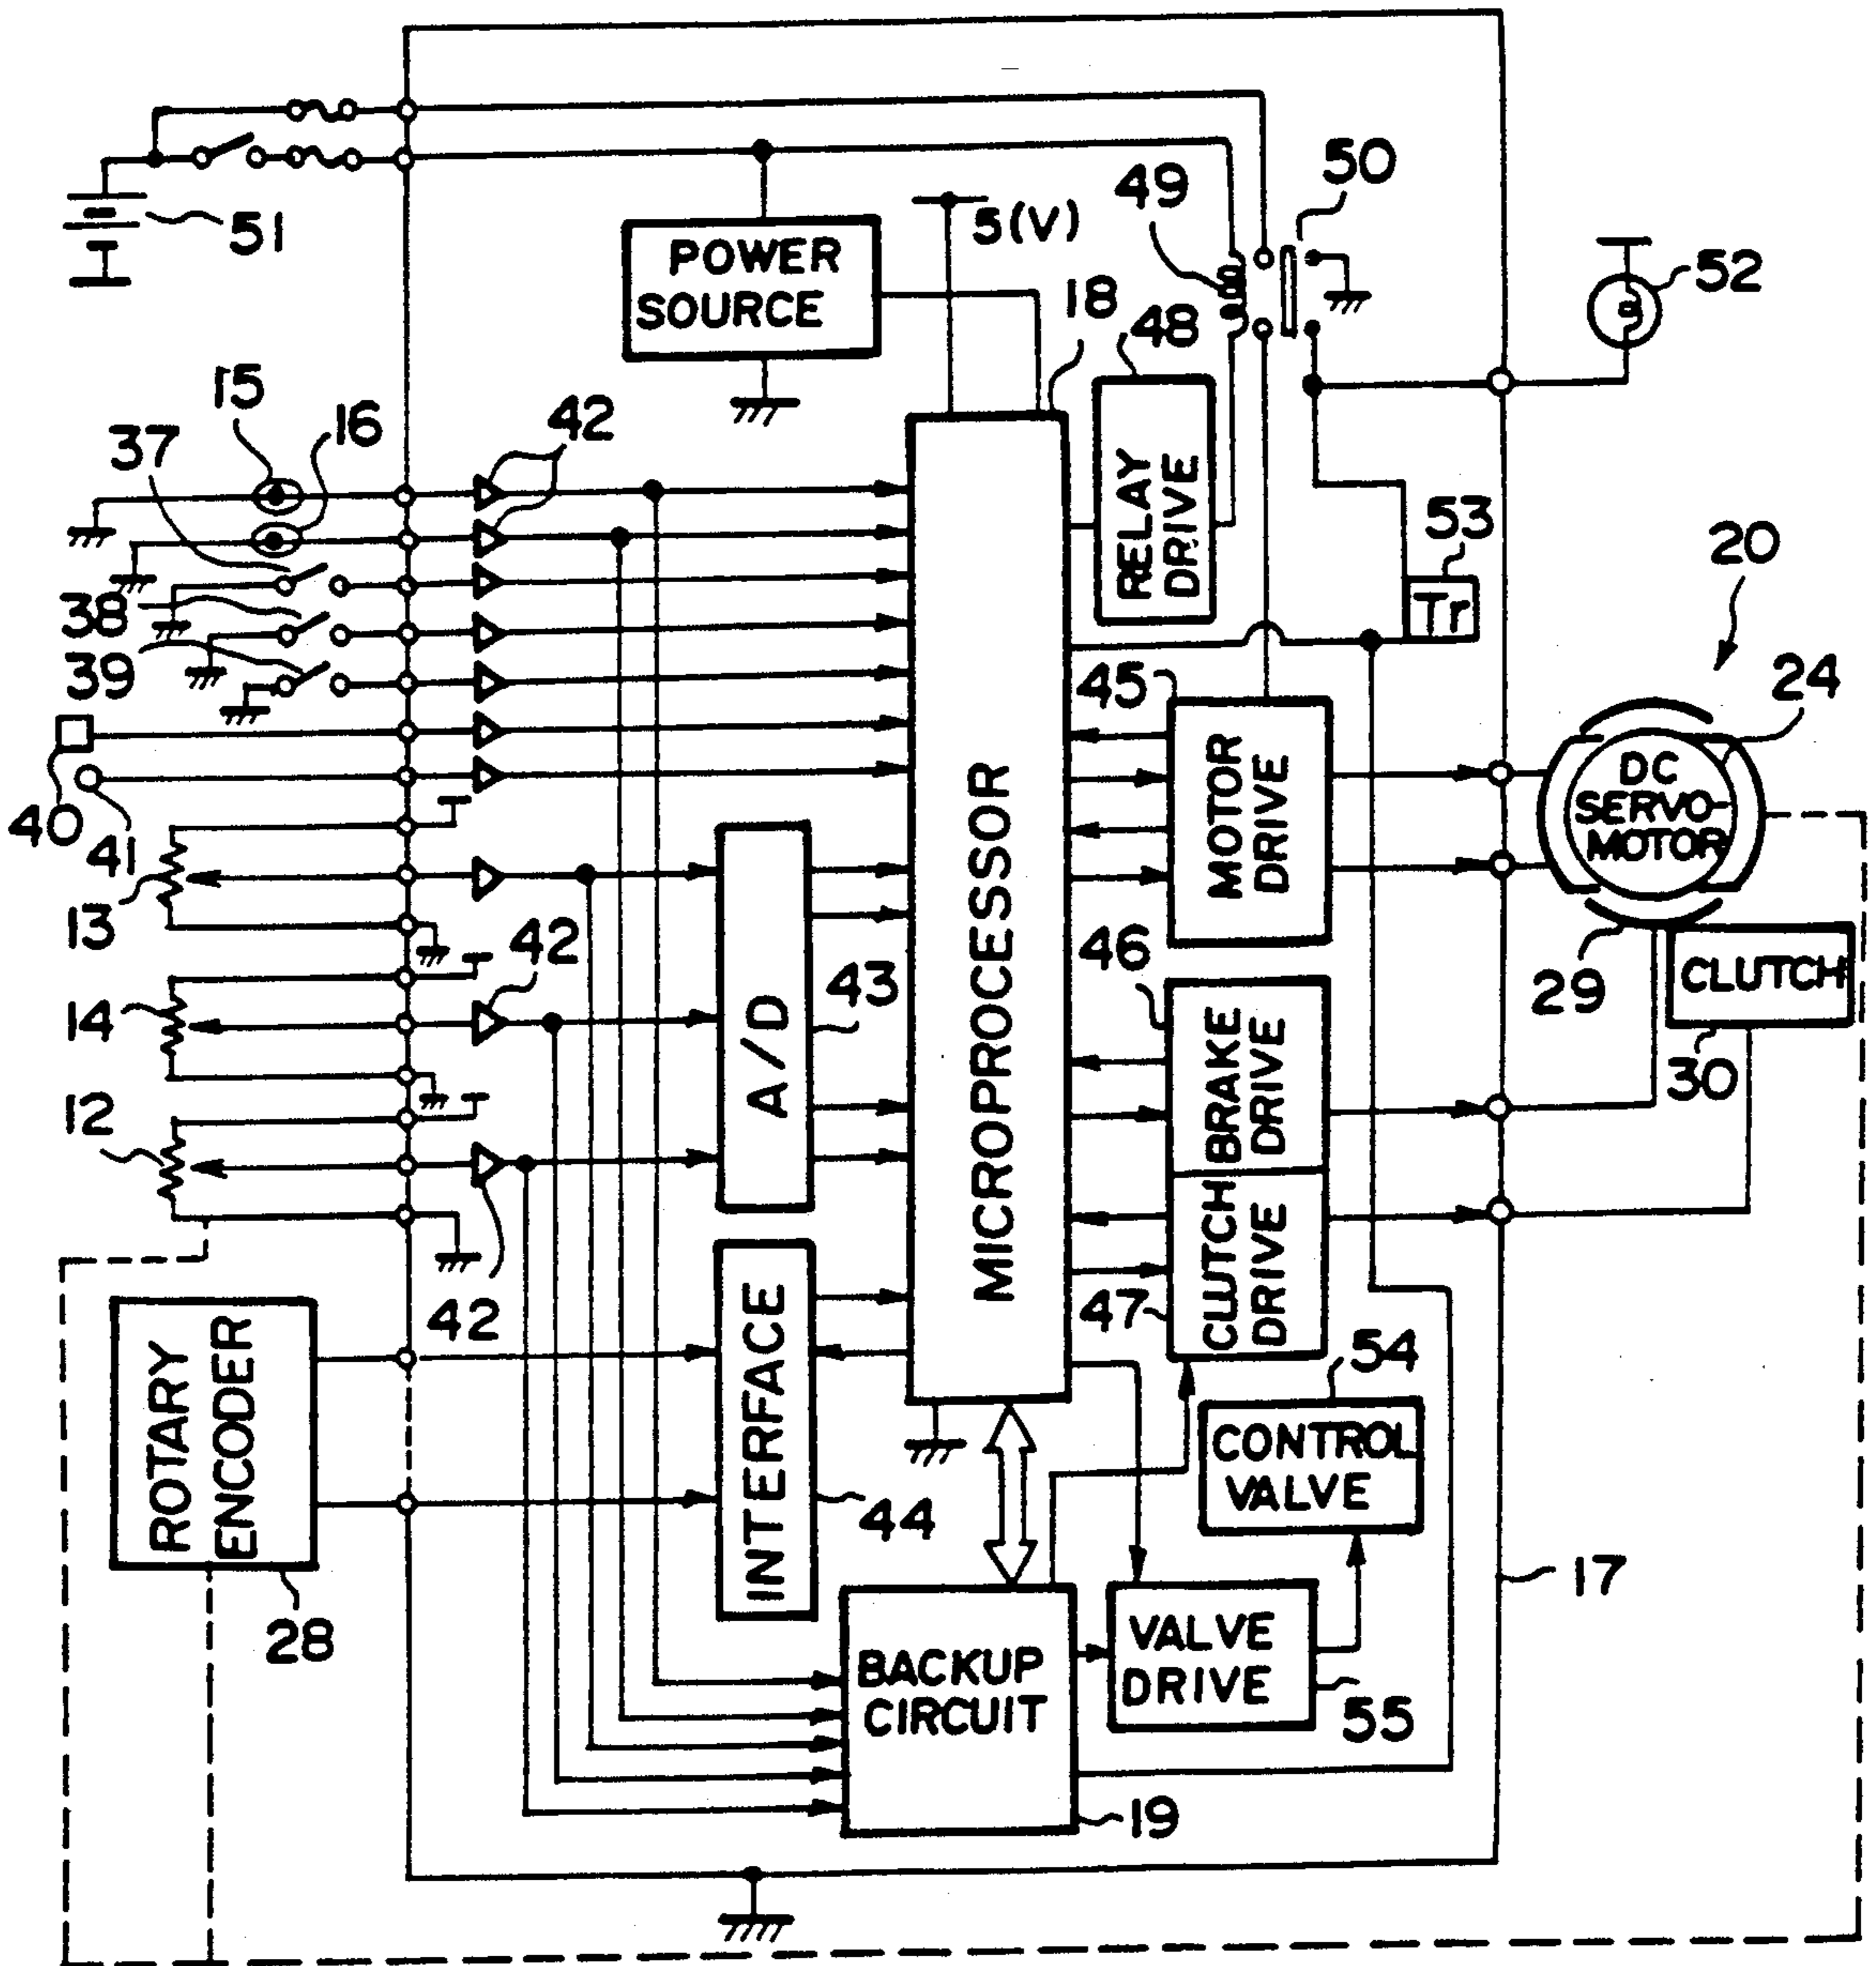 50
49
51
5(V)
POWER
SOURCE
52
18
48
15
16
42
37
RELAY
DRIVE
53
Tr
20
38
39
45
24
40
41
MOTOR
DRIVE
DC
SERVO-
MOTOR
MICROPROCESSOR
13
42
46
43
29
CLUTCH
14
A/D
BRAKE
DRIVE
30
12
42
47
CLUTCH
DRIVE
54
ROTARY
ENCODER
INTERFACE
CONTROL
VALVE
44
17
28
BACKUP
CIRCUIT
VALVE
DRIVE
55
19